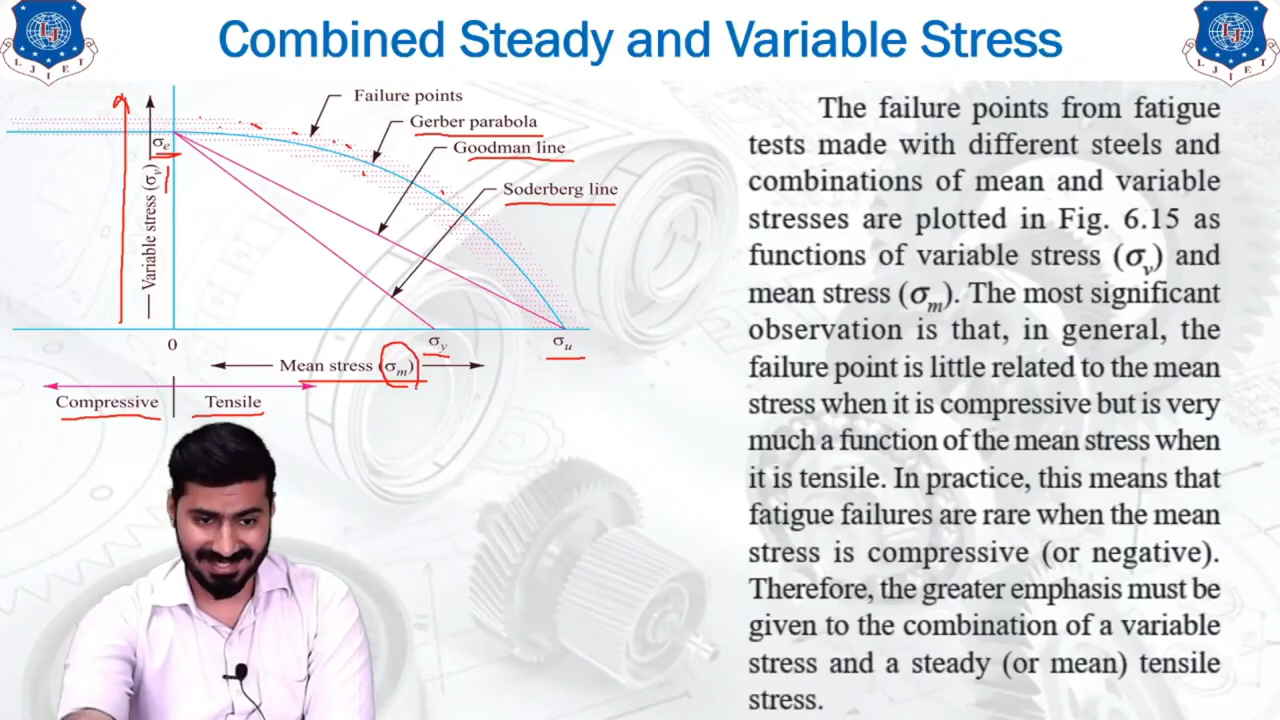 Combined Steady and Variable Stress
LJIET
LJIET
Failure points
Gerber parabola
Goodman line
Soderberg line
σe
Variable stress (σv)
0
σy
σu
Mean stress (σm)
Compressive
Tensile
The failure points from fatigue
tests made with different steels and
combinations of mean and variable
stresses are plotted in Fig. 6.15 as
functions of variable stress (σv) and
mean stress (σm). The most significant
observation is that, in general, the
failure point is little related to the mean
stress when it is compressive but is very
much a function of the mean stress when
it is tensile. In practice, this means that
fatigue failures are rare when the mean
stress is compressive (or negative).
Therefore, the greater emphasis must be
given to the combination of a variable
stress and a steady (or mean) tensile
stress.